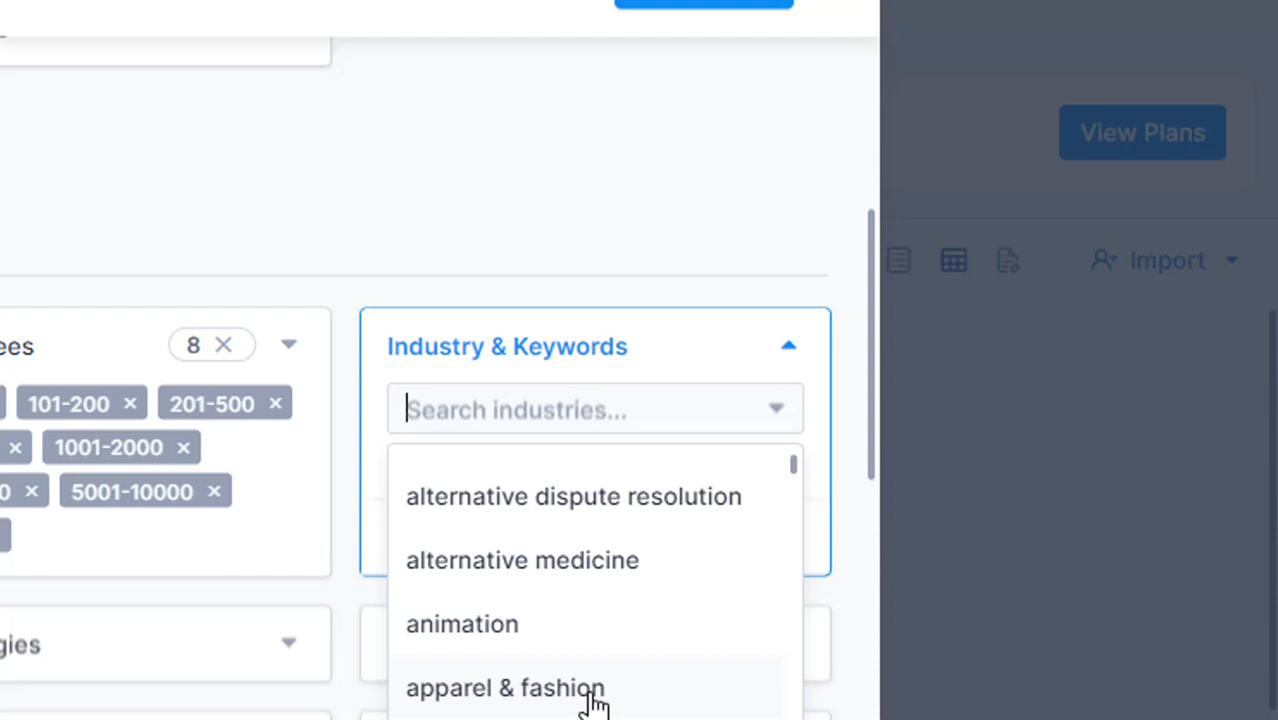 View Plans
Import
ees
8
101-200
201-500
1001-2000
0
5001-10000
gies
Industry & Keywords
Search industries...
alternative dispute resolution
alternative medicine
animation
apparel & fashion